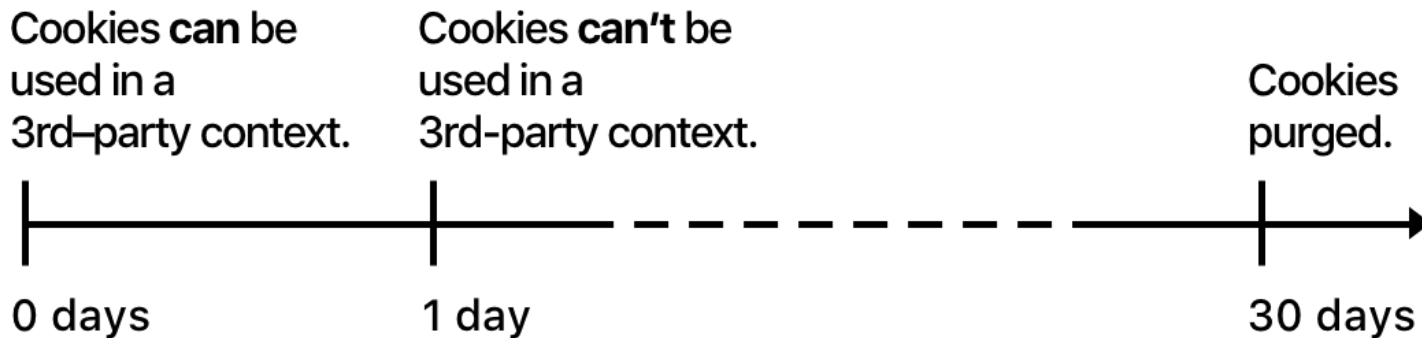 Cookies can be
used in a
3rd–party context.
Cookies can‘t be
used in a
3rd-party context.
Cookies
purged.
0 days
1 day
30 days